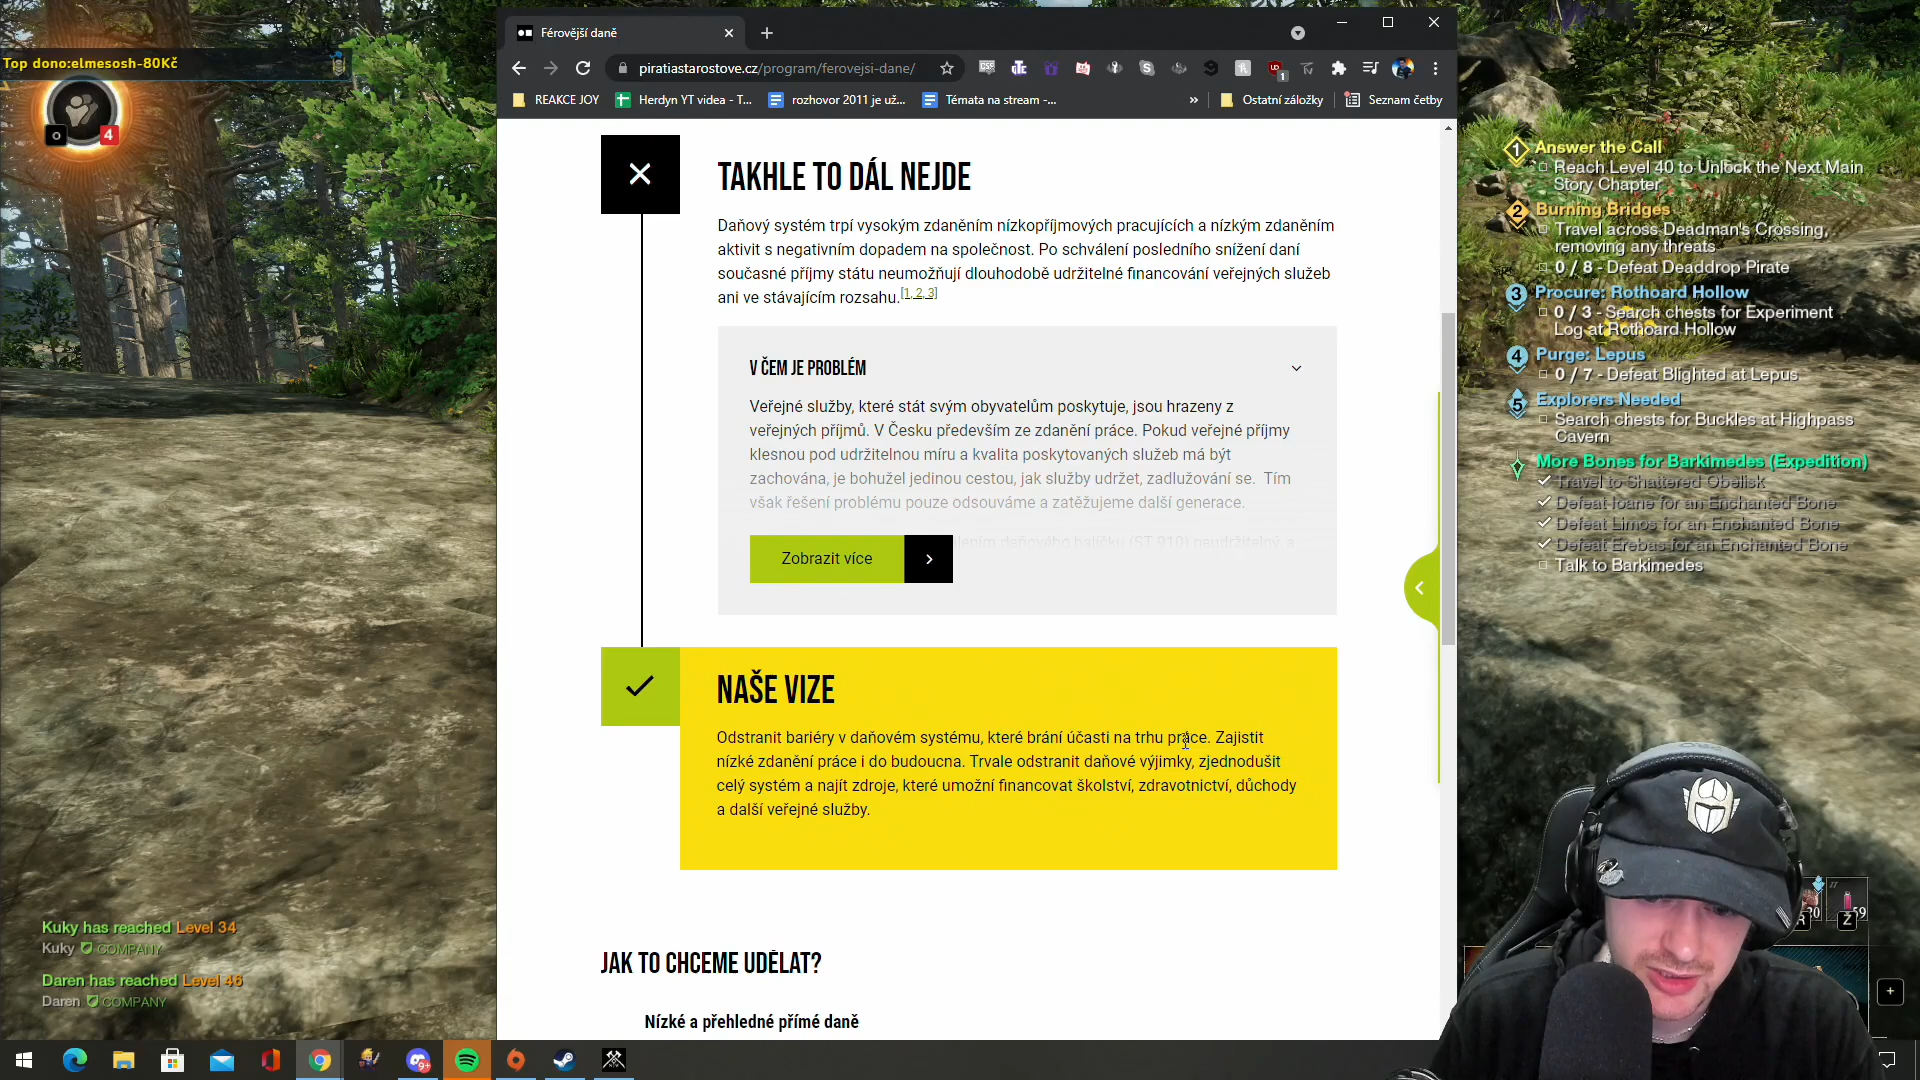 Top dono:elmesosh-80Kč
O
4
Férovější daně
piratiastarostove.cz/program/ferovejsi-dane/
1
REAKCE JOY
Herdyn YT videa - T...
rozhovor 2011 je už...
Témata na stream -...
»
Ostatní záložky
Seznam četby
TAKHLE TO DÁL NEJDE
Daňový systém trpí vysokým zdaněním nízkopříjmových pracujících a nízkým zdaněním
aktivit s negativním dopadem na společnost. Po schválení posledního snížení daní
současné příjmy státu neumožňují dlouhodobě udržitelné financování veřejných služeb
ani ve stávajícím rozsahu.[1, 2, 3]
V ČEM JE PROBLÉM
Veřejné služby, které stát svým obyvatelům poskytuje, jsou hrazeny z
veřejných příjmů. V Česku především ze zdanění práce. Pokud veřejné příjmy
klesnou pod udržitelnou míru a kvalita poskytovaných služeb má být
zachována, je bohužel jedinou cestou, jak služby udržet, zadlužování se. Tím
však řešení problému pouze odsouváme a zatěžujeme další generace.
Zobrazit více
NAŠE VIZE
Odstranit bariéry v daňovém systému, které brání účasti na trhu práce. Zajistit
nízké zdanění práce i do budoucna. Trvale odstranit daňové výjimky, zjednodušit
celý systém a najít zdroje, které umožní financovat školství, zdravotnictví, důchody
a další veřejné služby.
JAK TO CHCEME UDĚLAT?
Nízké a přehledné přímé daně
1 Answer the Call
Reach Level 40 to Unlock the Next Main
Story Chapter
2 Burning Bridges
Travel across Deadman's Crossing,
removing any threats
0 / 8 - Defeat Deaddrop Pirate
3 Procure: Rothoard Hollow
0 / 3 - Search chests for Experiment
Log at Rothoard Hollow
4 Purge: Lepus
0 / 7 - Defeat Blighted at Lepus
5 Explorers Needed
Search chests for Buckles at Highpass
Cavern
More Bones for Barkimedes (Expedition)
Travel to Shattered Obelisk
Defeat Ioane for an Enchanted Bone
Defeat Limos for an Enchanted Bone
Defeat Erebas for an Enchanted Bone
Talk to Barkimedes
Kuky has reached Level 34
Kuky COMPANY
Daren has reached Level 46
Daren COMPANY
20
59
R
Z
9+